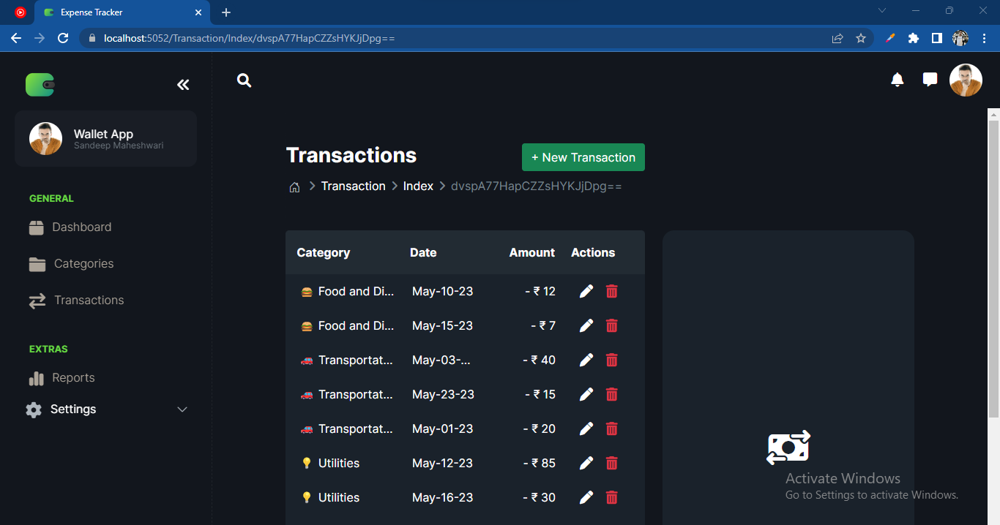 Expense Tracker
localhost:5052/Transaction/Index/dvspA77HapCZZsHYKJjDpg==
Wallet App
Sandeep Maheshwari
GENERAL
Dashboard
Categories
Transactions
EXTRAS
Reports
Settings
Transactions
+ New Transaction
Transaction > Index > dvspA77HapCZZsHYKJjDpg==
Category Date Amount Actions
Food and Di... May-10-23 - ₹ 12
Food and Di... May-15-23 - ₹ 7
Transportat... May-03-... - ₹ 40
Transportat... May-23-23 - ₹ 15
Transportat... May-01-23 - ₹ 20
Utilities May-12-23 - ₹ 85
Utilities May-16-23 - ₹ 30
Activate Windows
Go to Settings to activate Windows.